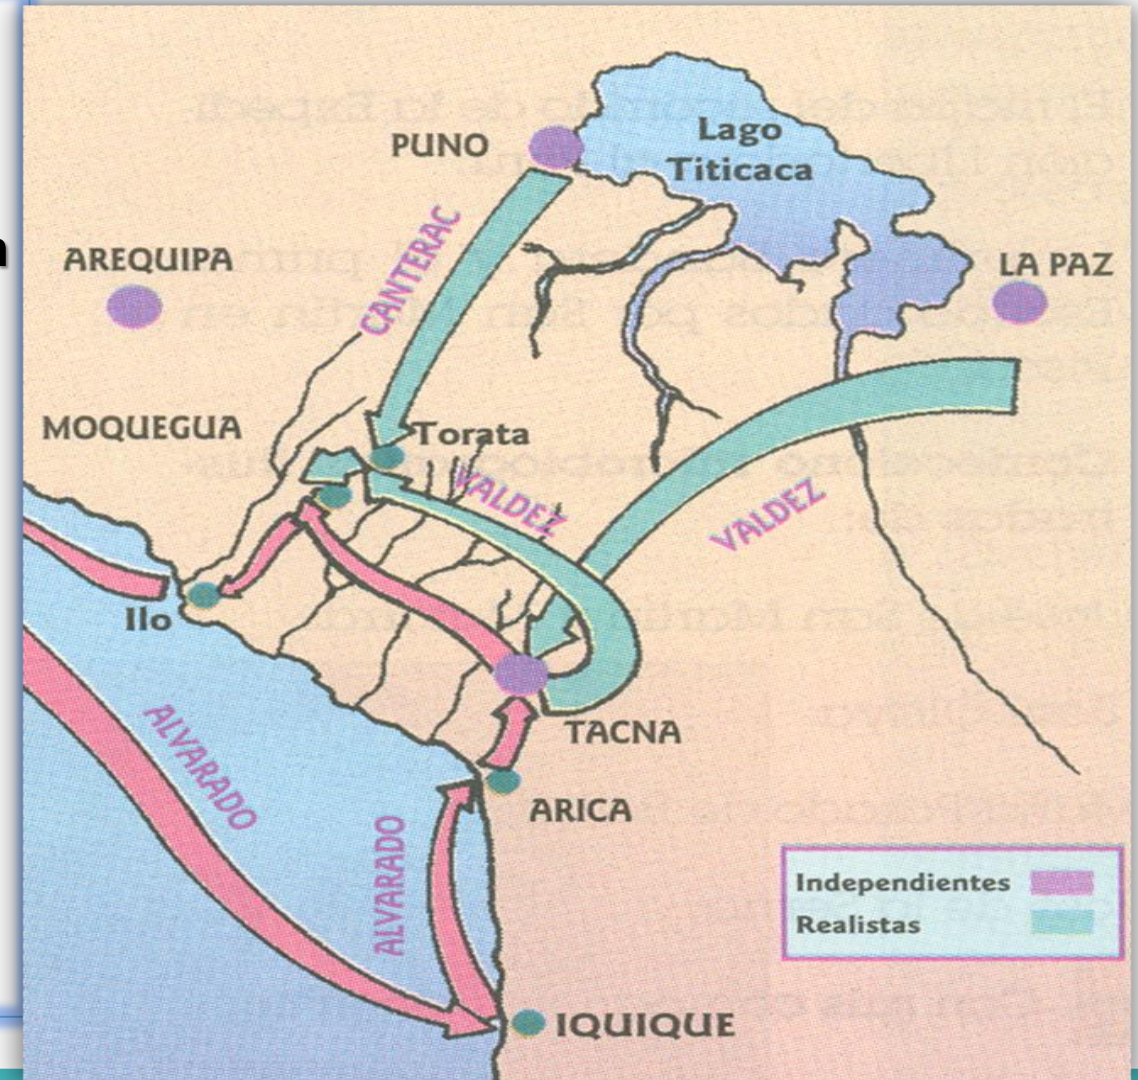 PUNO
Lago
Titicaca
CANTERAC
AREQUIPA
LA PAZ
MOQUEGUA
Torata
VALDEZ
VALDEZ
Ilo
ALVARADO
TACNA
ARICA
ALVARADO
Independientes
Realistas
IQUIQUE